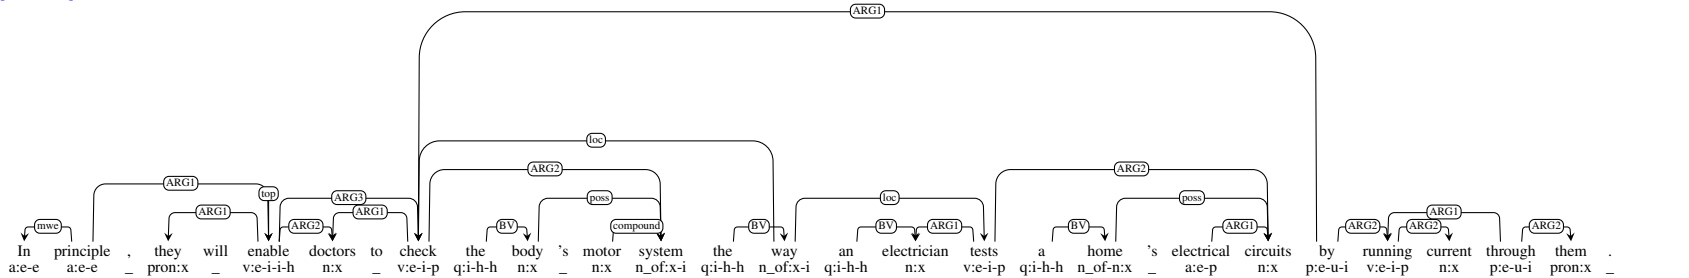 ARG1
loc
ARG2 ARG2
ARG1 top ARG3 poss loc poss
ARG1 ARG1 ARG1
mwe ARG2 BV compound BV BV ARG1 BV ARG1 ARG2 ARG2 ARG2
In principle , they will enable doctors to check the body 's motor system the way an electrician tests a home 's electrical circuits by running current through them .
a:e-e a:e-e _ pron:x _ v:e-i-i-h n:x _ v:e-i-p q:i-h-h n:x _ n:x n_of:x-i q:i-h-h n_of:x-i q:i-h-h n:x v:e-i-p q:i-h-h n_of-n:x _ a:e-p n:x p:e-u-i v:e-i-p n:x p:e-u-i pron:x _